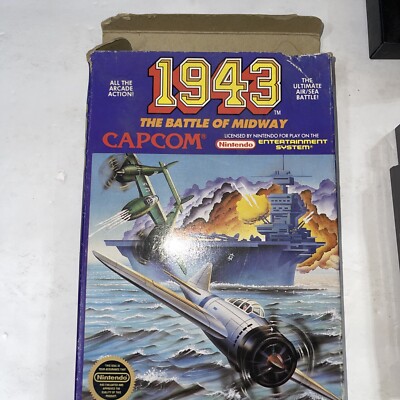 ALL THE
ARCADE
ACTION!
1943
TM
THE
ULTIMATE
AIR/SEA
BATTLE!
THE BATTLE OF MIDWAY
CAPCOM®
LICENSED BY NINTENDO FOR PLAY ON THE
Nintendo ENTERTAINMENT
SYSTEM
Nintendo